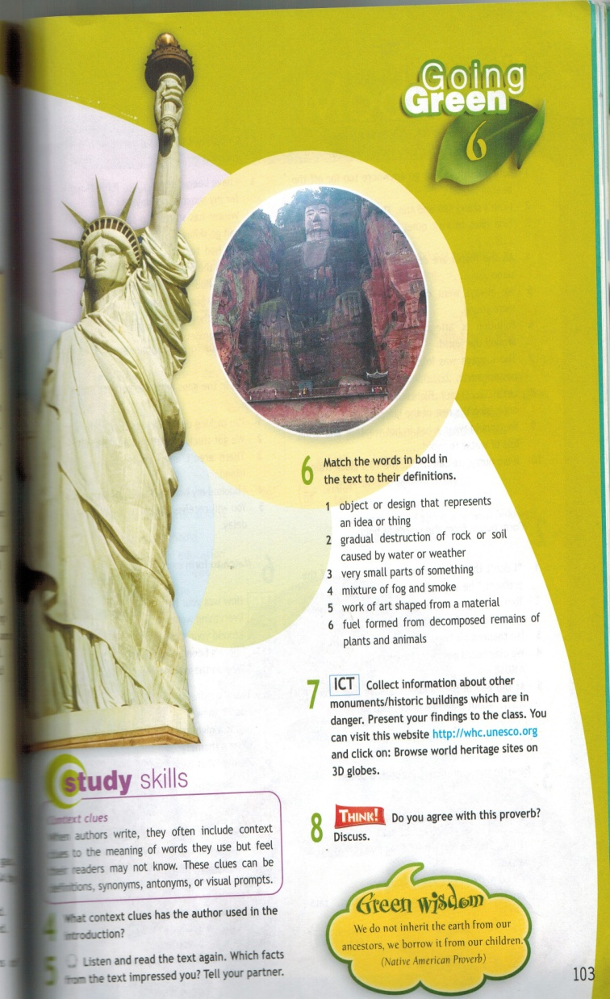 Going
Green
6
study skills
Context clues
When authors write, they often include context
clues to the meaning of words they use but feel
their readers may not know. These clues can be
definitions, synonyms, antonyms, or visual prompts.
4 What context clues has the author used in the
introduction?
5 Listen and read the text again. Which facts
from the text impressed you? Tell your partner.
6 Match the words in bold in
the text to their definitions.
1 object or design that represents
an idea or thing
2 gradual destruction of rock or soil
caused by water or weather
3 very small parts of something
4 mixture of fog and smoke
5 work of art shaped from a material
6 fuel formed from decomposed remains of
plants and animals
7 ICT Collect information about other
monuments/historic buildings which are in
danger. Present your findings to the class. You
can visit this website http://whc.unesco.org
and click on: Browse world heritage sites on
3D globes.
8 THINK! Do you agree with this proverb?
Discuss.
Green wisdom
We do not inherit the earth from our
ancestors, we borrow it from our children.
(Native American Proverb)
103